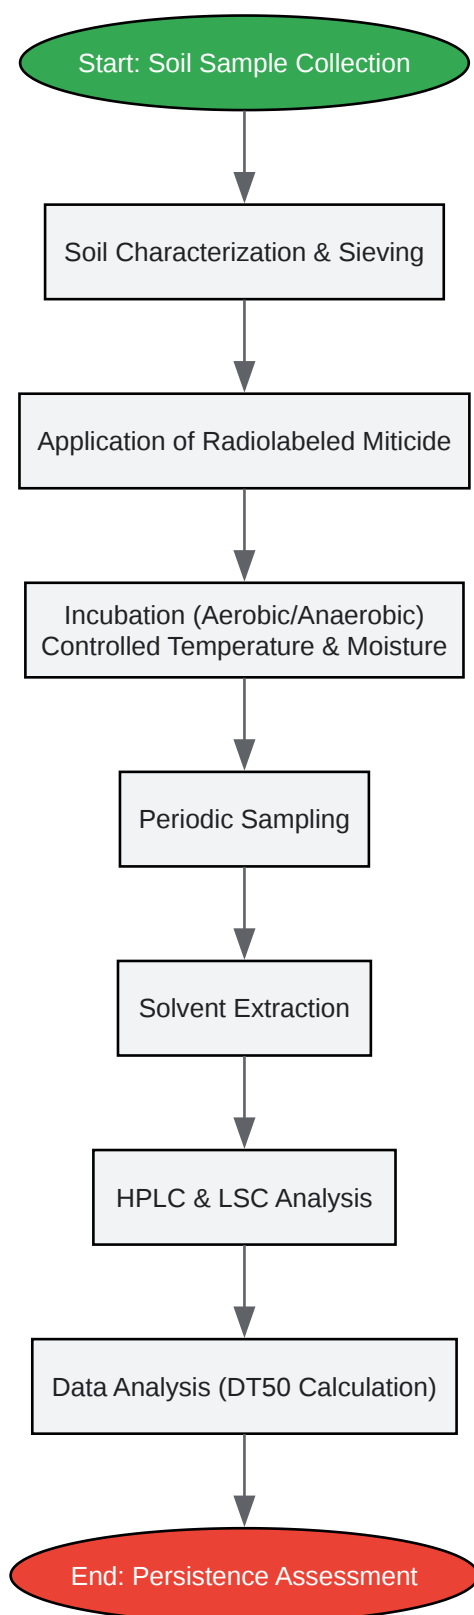 Start: Soil Sample Collection
Soil Characterization & Sieving
Application of Radiolabeled Miticide
Incubation (Aerobic/Anaerobic)
Controlled Temperature & Moisture
Periodic Sampling
Solvent Extraction
HPLC & LSC Analysis
Data Analysis (DT50 Calculation)
End: Persistence Assessment